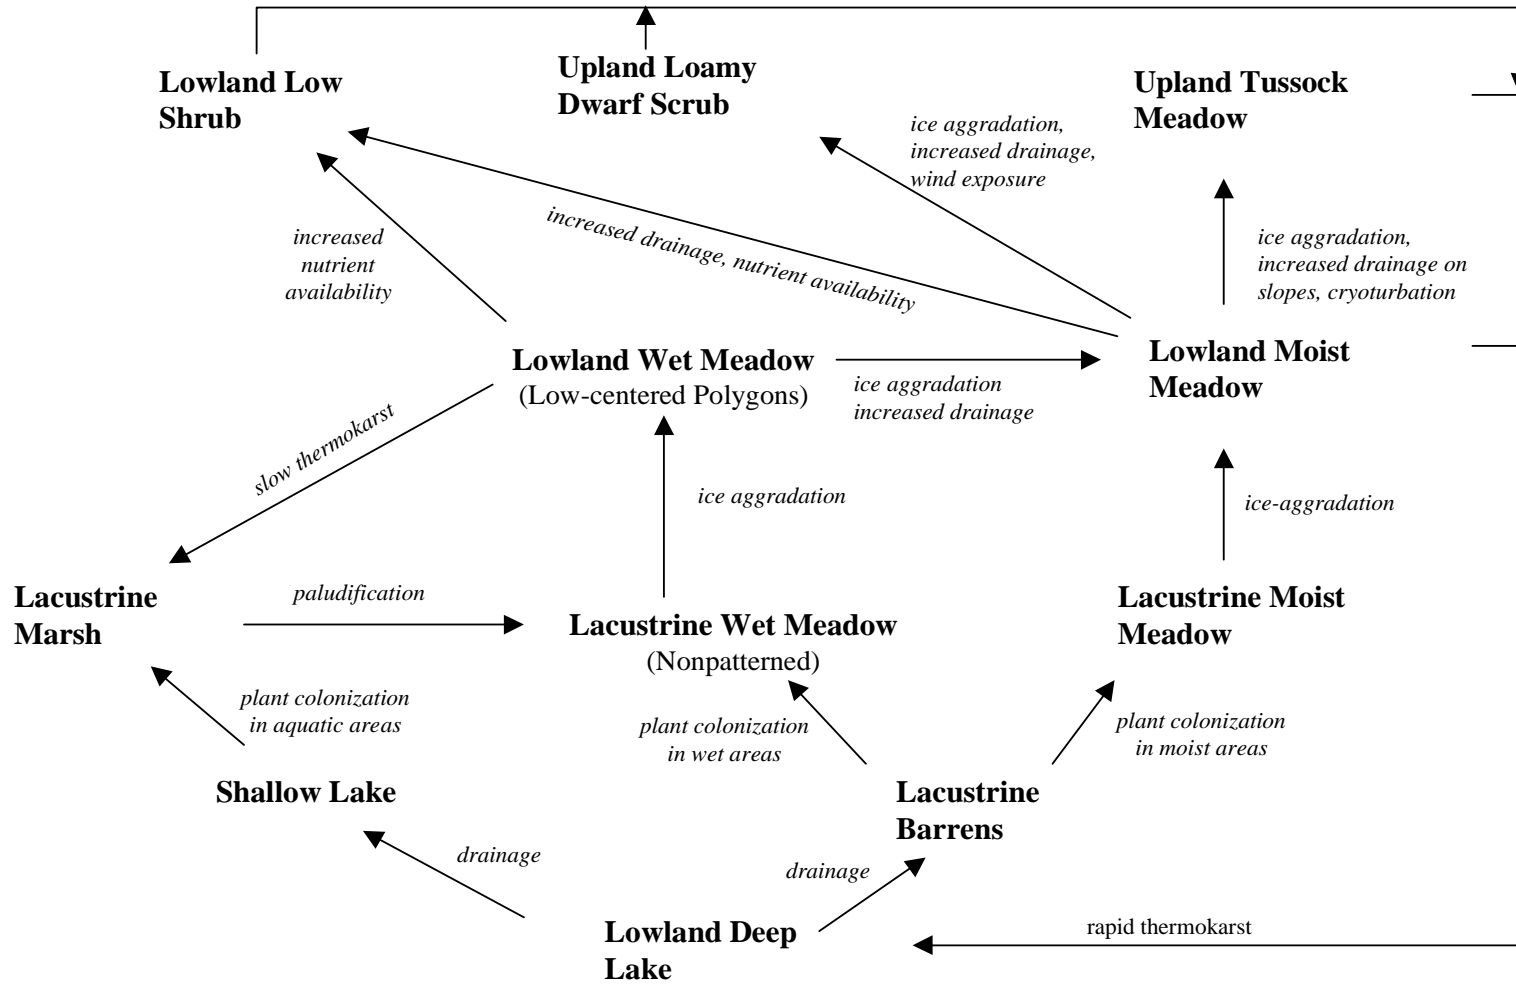 Lowland Low
Shrub
Upland Loamy
Dwarf Scrub
Upland Tussock
Meadow
ice aggradation,
increased drainage,
wind exposure
increased
nutrient
availability
increased drainage, nutrient availability
ice aggradation,
increased drainage on
slopes, cryoturbation
Lowland Wet Meadow
(Low-centered Polygons)
ice aggradation
increased drainage
Lowland Moist
Meadow
slow thermokarst
ice aggradation
ice-aggradation
Lacustrine
Marsh
paludification
Lacustrine Wet Meadow
(Nonpatterned)
Lacustrine Moist
Meadow
plant colonization
in aquatic areas
plant colonization
in wet areas
plant colonization
in moist areas
Shallow Lake
Lacustrine
Barrens
drainage
drainage
Lowland Deep
Lake
rapid thermokarst